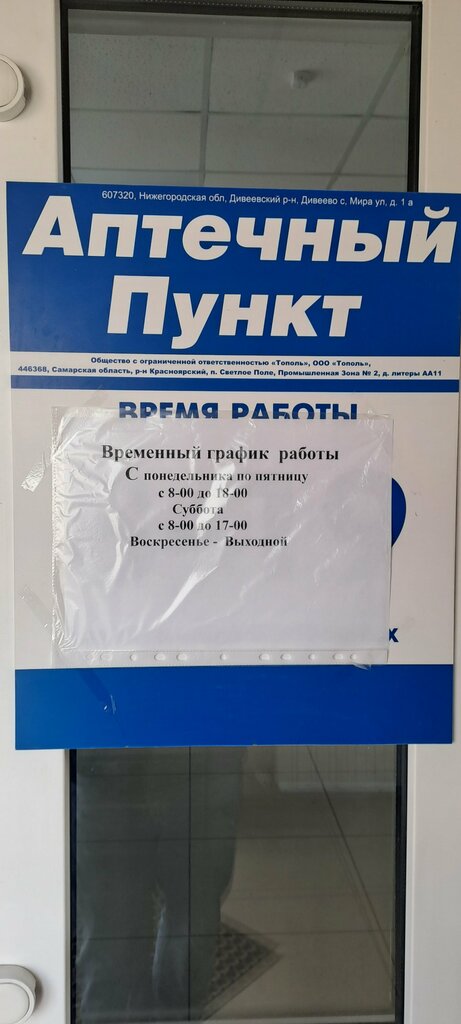 607320, Нижегородская обл, Дивеевский р-н, Дивеево с, Мира ул, д. 1 а
Аптечный
Пункт
Общество с ограниченной ответственностью «Тополь», ООО «Тополь»,
446368, Самарская область, р-н Красноярский, п. Светлое Поле, Промышленная Зона № 2, д. литеры АА11
ВРЕМЯ РАБОТЫ
Временный график работы
С понедельника по пятницу
с 8-00 до 18-00
Суббота
с 8-00 до 17-00
Воскресенье - Выходной